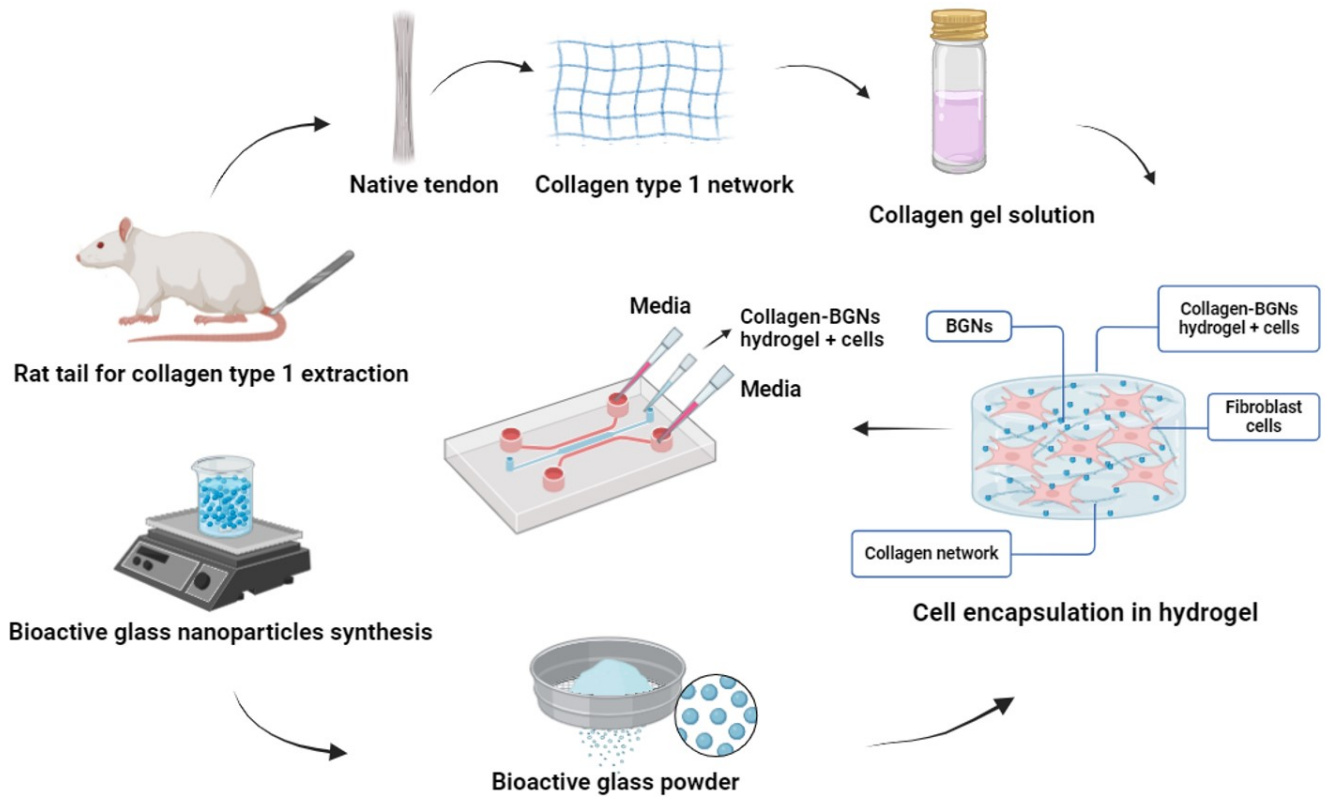 Native tendon
Collagen type 1 network
Collagen gel solution
Rat tail for collagen type 1 extraction
Media
Collagen-BGNs
hydrogel + cells
Media
BGNs
Collagen-BGNs
hydrogel + cells
Fibroblast
cells
Collagen network
Cell encapsulation in hydrogel
Bioactive glass nanoparticles synthesis
Bioactive glass powder